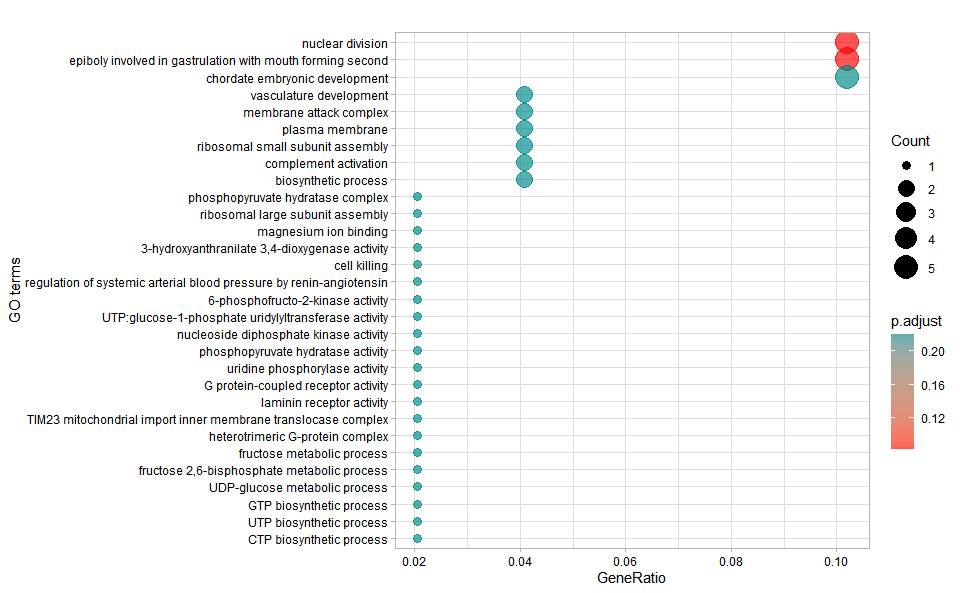 nuclear division
epiboly involved in gastrulation with mouth forming second
chordate embryonic development
vasculature development
membrane attack complex
plasma membrane
ribosomal small subunit assembly
complement activation
biosynthetic process
phosphopyruvate hydratase complex
ribosomal large subunit assembly
magnesium ion binding
3-hydroxyanthranilate 3,4-dioxygenase activity
cell killing
regulation of systemic arterial blood pressure by renin-angiotensin
6-phosphofructo-2-kinase activity
UTP:glucose-1-phosphate uridylyltransferase activity
nucleoside diphosphate kinase activity
phosphopyruvate hydratase activity
uridine phosphorylase activity
G protein-coupled receptor activity
laminin receptor activity
TIM23 mitochondrial import inner membrane translocase complex
heterotrimeric G-protein complex
fructose metabolic process
fructose 2,6-bisphosphate metabolic process
UDP-glucose metabolic process
GTP biosynthetic process
UTP biosynthetic process
CTP biosynthetic process
GO terms
0.02 0.04 0.06 0.08 0.10
GeneRatio
Count
1
2
3
4
5
p.adjust
0.20
0.16
0.12